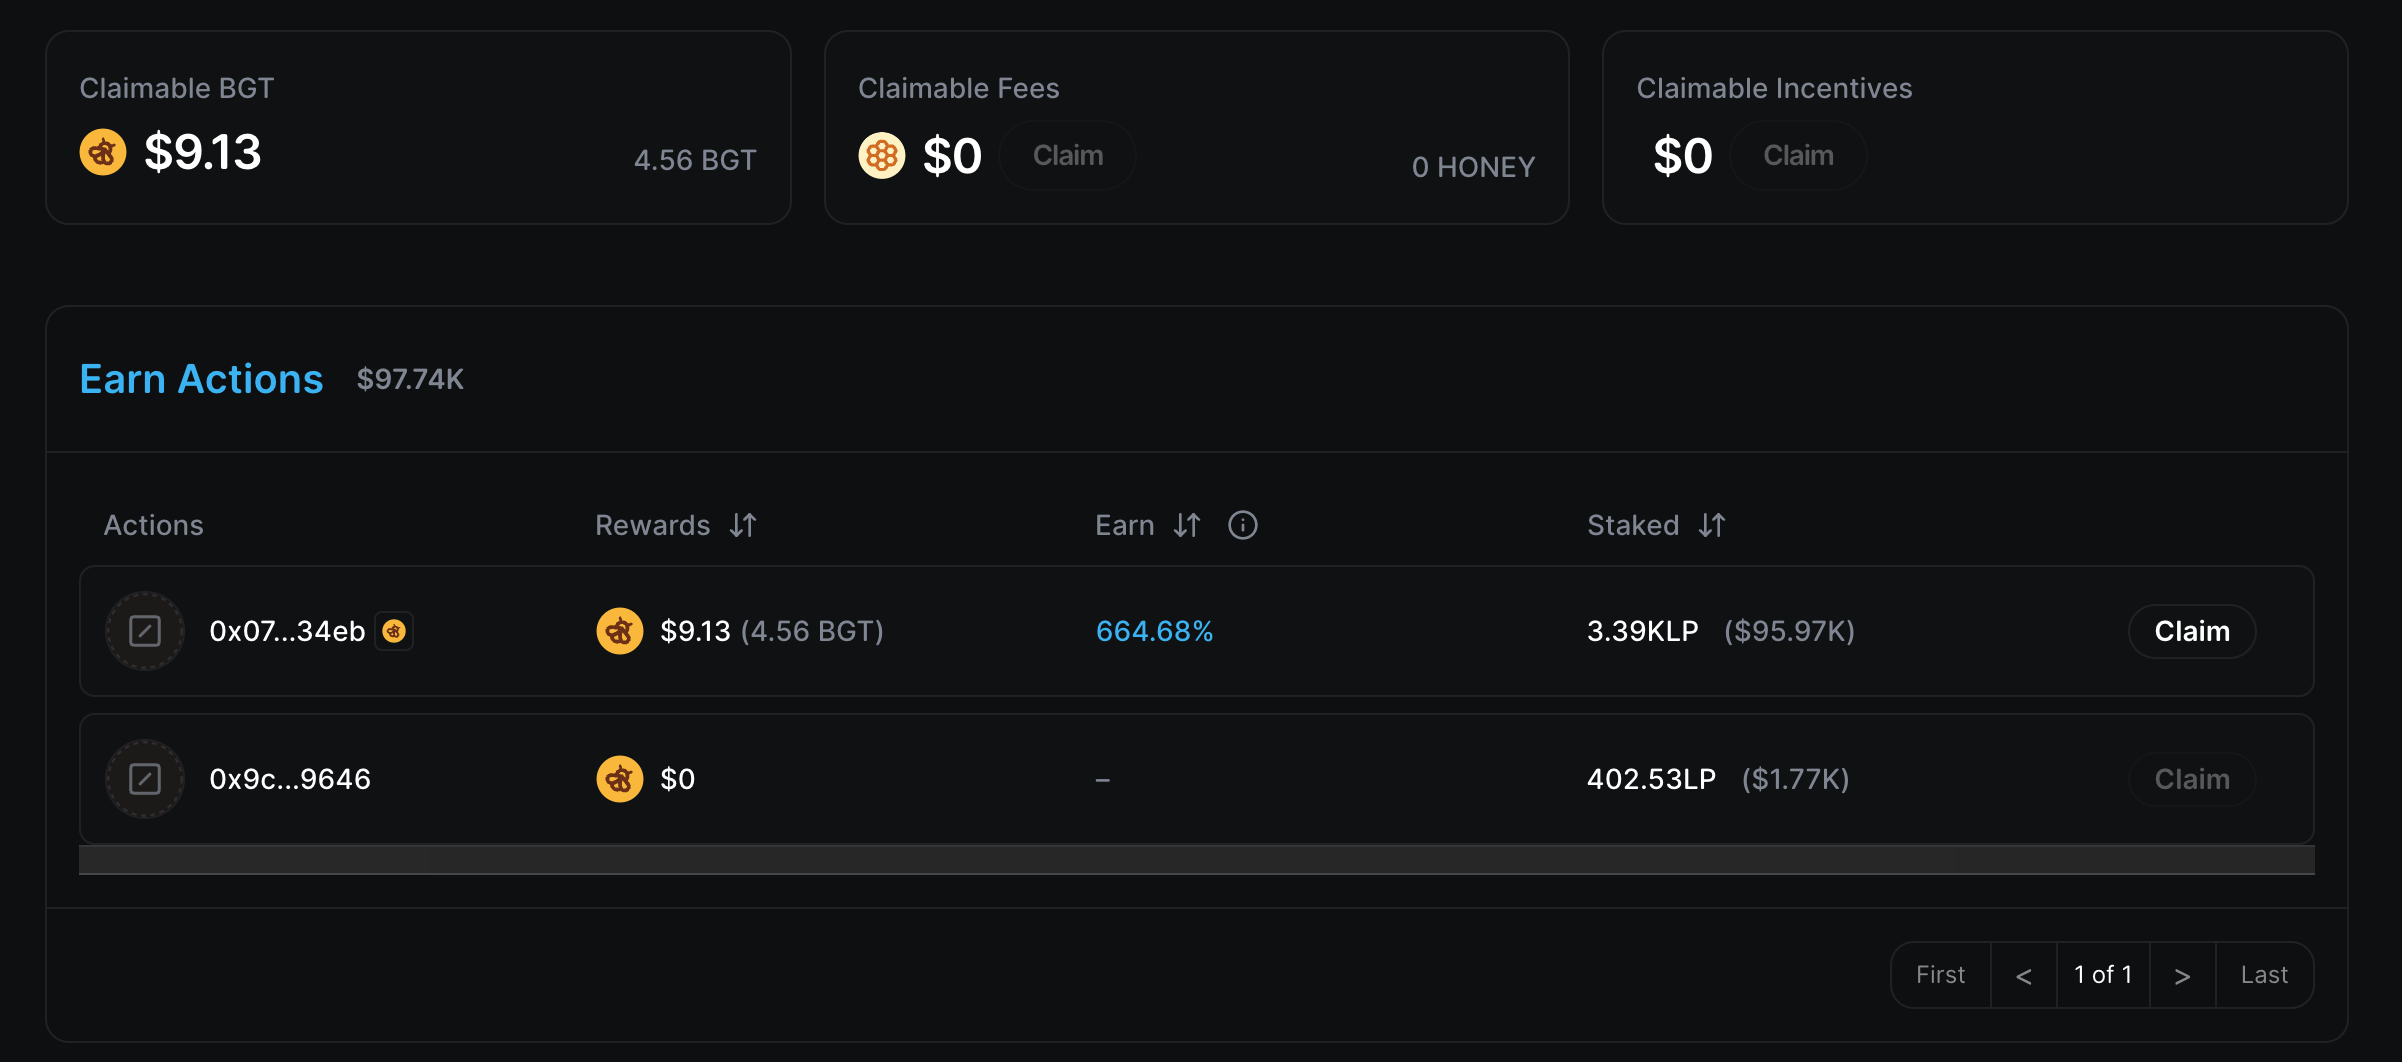 Claimable BGT
$9.13
4.56 BGT
Claimable Fees
$0 Claim
0 HONEY
Claimable Incentives
$0 Claim
Earn Actions $97.74K
Actions Rewards Earn Staked
0x07...34eb $9.13 (4.56 BGT) 664.68% 3.39KLP ($95.97K) Claim
0x9c...9646 $0 – 402.53LP ($1.77K) Claim
First < 1 of 1 > Last